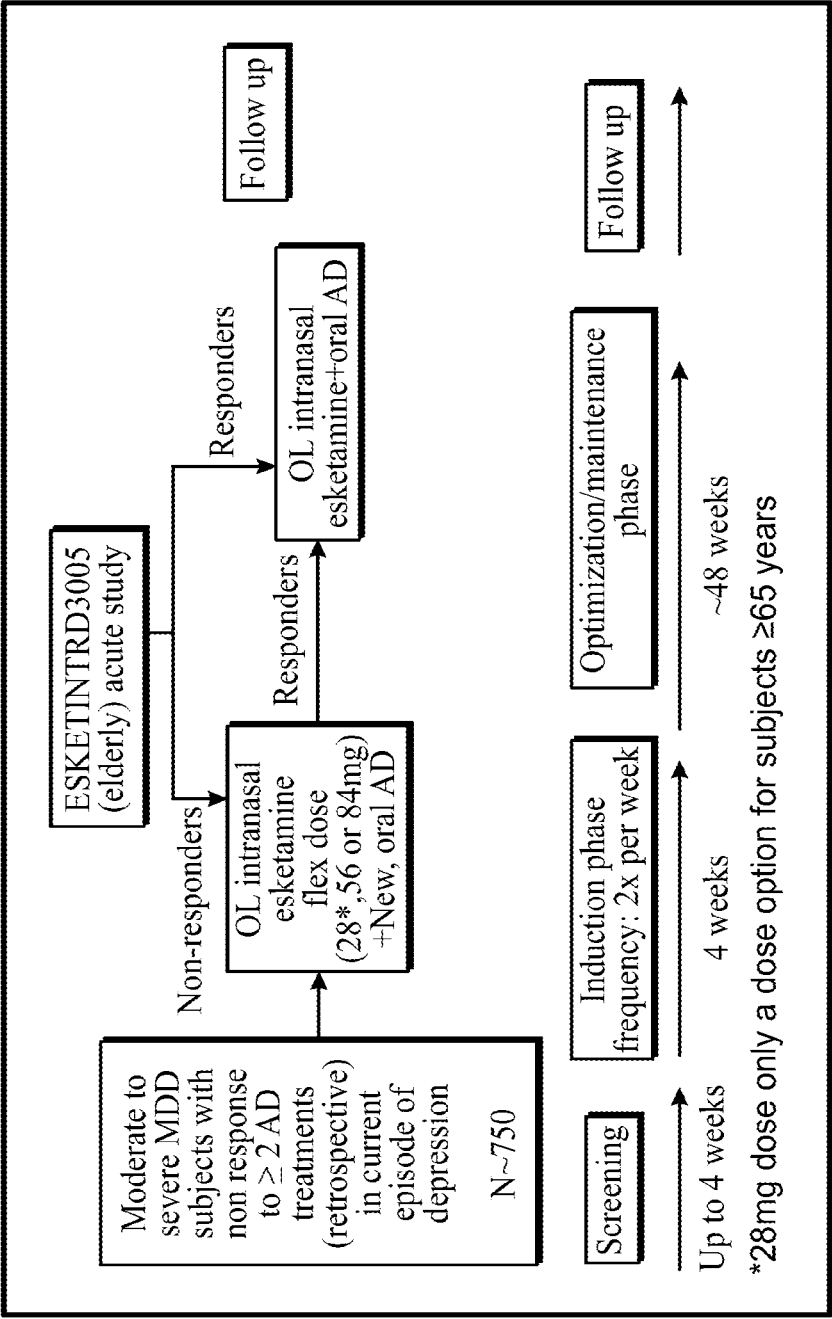 ESKETINTRD3005
(elderly) acute study
Non-responders
Responders
Moderate to
severe MDD
subjects with
non response
to ≥ 2 AD
treatments
(retrospective)
in current
episode of
depression
N~750
OL intranasal
esketamine
flex dose
(28*,56 or 84mg)
+New, oral AD
Responders
OL intranasal
esketamine+oral AD
Follow up
Screening
Induction phase
frequency: 2x per week
Optimization/maintenance
phase
Follow up
Up to 4 weeks
4 weeks
~48 weeks
*28mg dose only a dose option for subjects ≥65 years